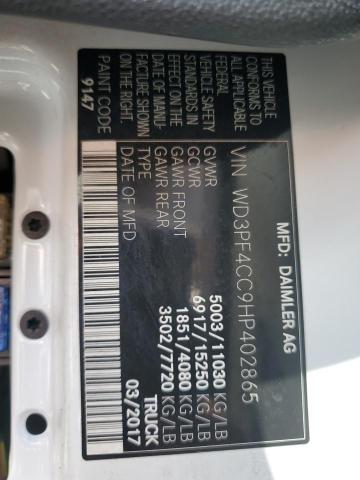 MFD: DAIMLER AG
VIN WD3PF4CC9HP402865
GVWR 5003/11030 KG/LB
GCWR 6917/15250 KG/LB
GAWR FRONT 1851/4080 KG/LB
GAWR REAR 3502/7720 KG/LB
TYPE TRUCK
DATE OF MFD 03/2017
THIS VEHICLE
CONFORMS TO
ALL APPLICABLE
FEDERAL
VEHICLE SAFETY
STANDARDS IN
EFFECT ON THE
DATE OF MANU-
FACTURE SHOWN
ON THE RIGHT.
PAINT CODE
9147